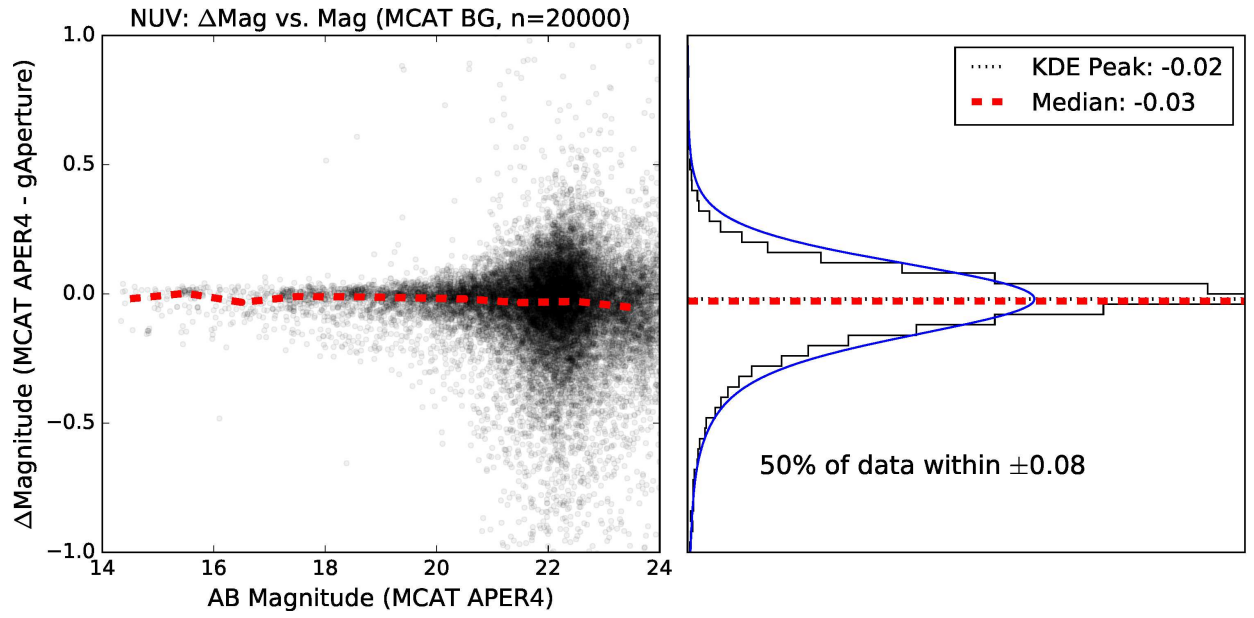 NUV: ΔMag vs. Mag (MCAT BG, n=20000)
ΔMagnitude (MCAT APER4 - gAperture)
1.0
0.5
0.0
−0.5
−1.0
14 16 18 20 22 24
AB Magnitude (MCAT APER4)
KDE Peak: -0.02
Median: -0.03
50% of data within ±0.08